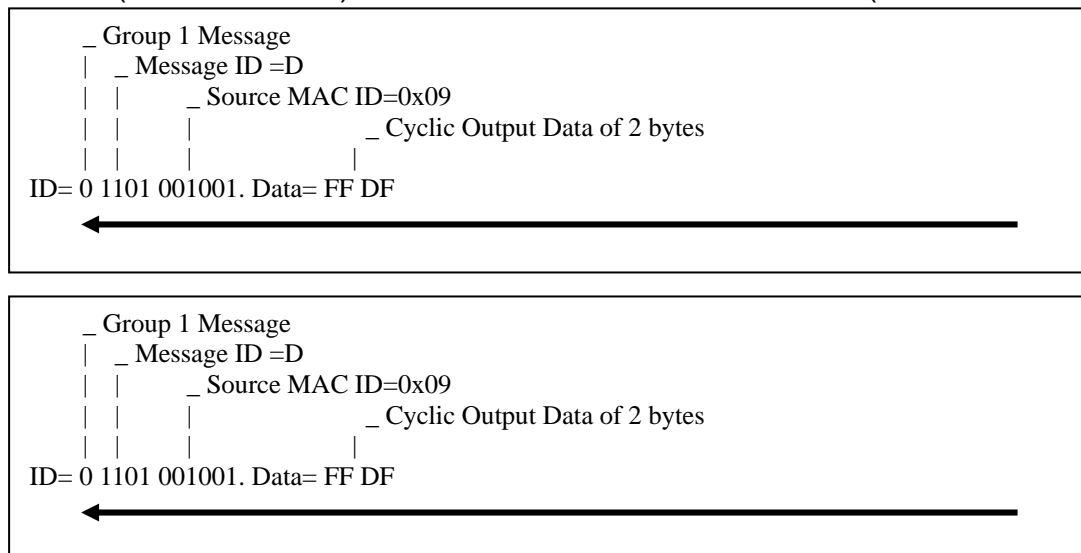 _ Group 1 Message
| _ Message ID =D
| | _ Source MAC ID=0x09
| | | _ Cyclic Output Data of 2 bytes
| | | |
ID= 0 1101 001001. Data= FF DF
_ Group 1 Message
| _ Message ID =D
| | _ Source MAC ID=0x09
| | | _ Cyclic Output Data of 2 bytes
| | | |
ID= 0 1101 001001. Data= FF DF